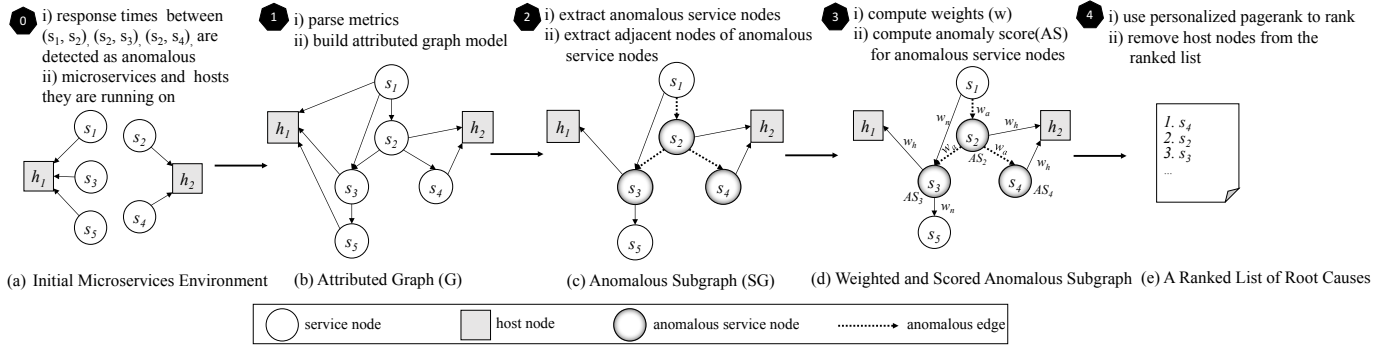 0
i) response times between
(s1, s2), (s2, s3), (s2, s4), are
detected as anomalous
ii) microservices and hosts
they are running on
s1
s2
h1
s3
h2
s4
s5
(a) Initial Microservices Environment
1
i) parse metrics
ii) build attributed graph model
s1
h1
s2
h2
s3
s4
s5
(b) Attributed Graph (G)
2
i) extract anomalous service nodes
ii) extract adjacent nodes of anomalous
service nodes
s1
h1
s2
h2
s3
s4
s5
(c) Anomalous Subgraph (SG)
3
i) compute weights (w)
ii) compute anomaly score(AS)
for anomalous service nodes
s1
h1
wn
wa
s2
wh
h2
wh
wa
wa
AS2
wh
s3
s4
AS3
AS4
wn
s5
(d) Weighted and Scored Anomalous Subgraph
4
i) use personalized pagerank to rank
ii) remove host nodes from the
ranked list
1. s4
2. s2
3. s3
...
(e) A Ranked List of Root Causes
service node
host node
anomalous service node
anomalous edge